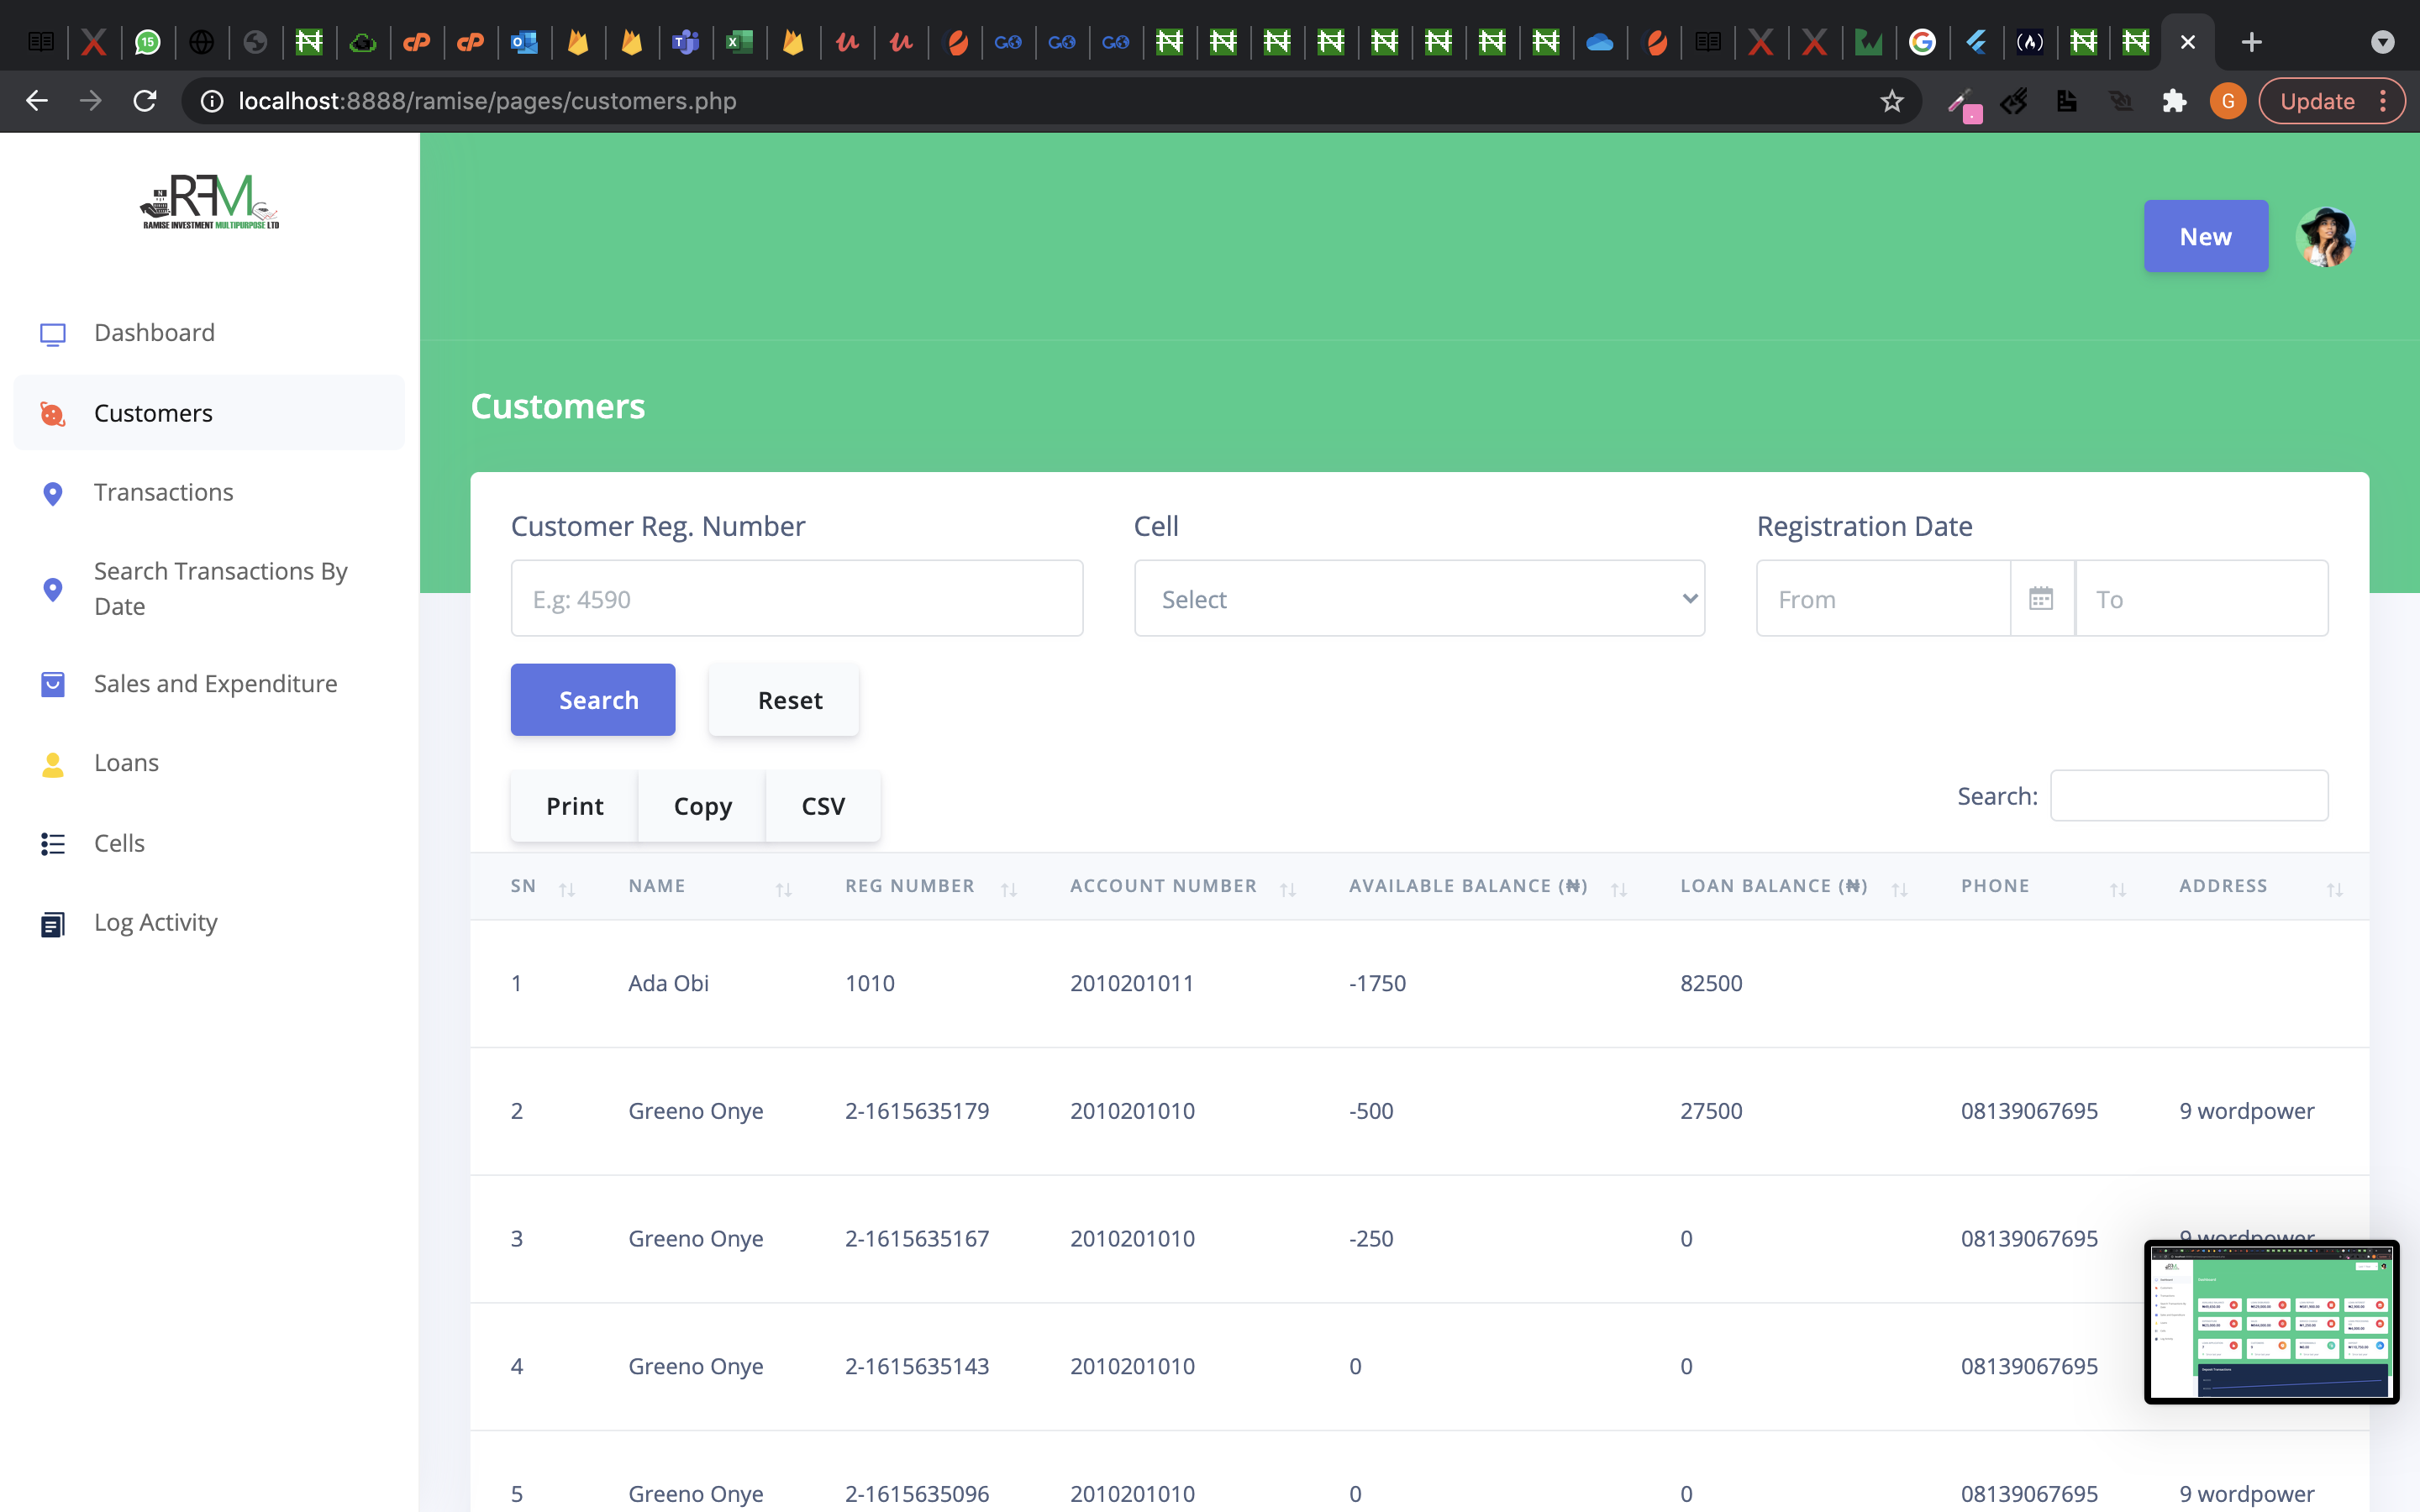 15
localhost:8888/ramise/pages/customers.php
G
Update
RFM
RAMISE INVESTMENT MULTIPURPOSE LTD
New
Dashboard
Customers
Transactions
Search Transactions By
Date
Sales and Expenditure
Loans
Cells
Log Activity
Customers
Customer Reg. Number
Cell
Registration Date
E.g: 4590
Select
From
To
Search
Reset
Print
Copy
CSV
Search:
SN NAME REG NUMBER ACCOUNT NUMBER AVAILABLE BALANCE (₦) LOAN BALANCE (₦) PHONE ADDRESS
1 Ada Obi 1010 2010201011 -1750 82500
2 Greeno Onye 2-1615635179 2010201010 -500 27500 08139067695 9 wordpower
3 Greeno Onye 2-1615635167 2010201010 -250 0 08139067695 9 wordpower
4 Greeno Onye 2-1615635143 2010201010 0 0 08139067695
5 Greeno Onye 2-1615635096 2010201010 0 0 08139067695 9 wordpower